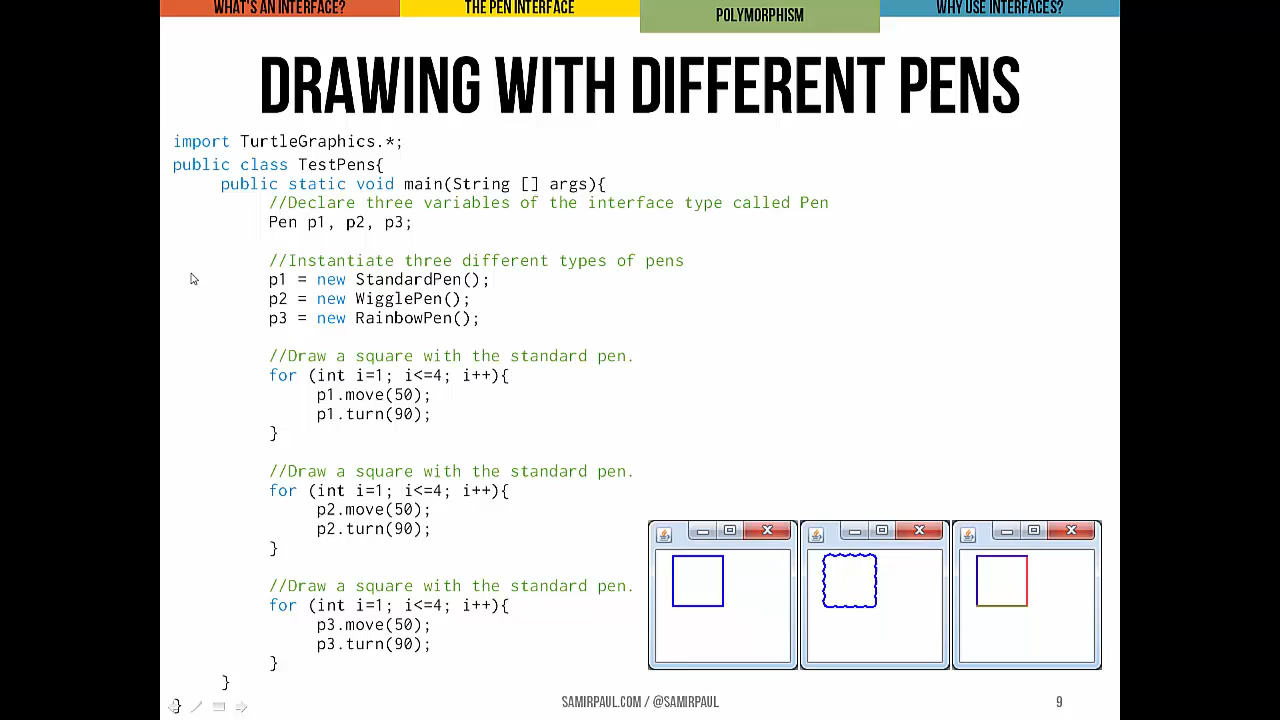 WHAT'S AN INTERFACE?
THE PEN INTERFACE
POLYMORPHISM
WHY USE INTERFACES?
DRAWING WITH DIFFERENT PENS
import TurtleGraphics.*;
public class TestPens{
public static void main(String [] args){
//Declare three variables of the interface type called Pen
Pen p1, p2, p3;
//Instantiate three different types of pens
p1 = new StandardPen();
p2 = new WigglePen();
p3 = new RainbowPen();
//Draw a square with the standard pen.
for (int i=1; i<=4; i++){
p1.move(50);
p1.turn(90);
}
//Draw a square with the standard pen.
for (int i=1; i<=4; i++){
p2.move(50);
p2.turn(90);
}
//Draw a square with the standard pen.
for (int i=1; i<=4; i++){
p3.move(50);
p3.turn(90);
}
}
}
SAMIRPAUL.COM / @SAMIRPAUL
9